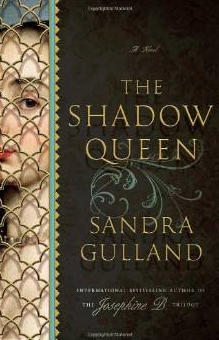 A Novel
THE
SHADOW
QUEEN
SANDRA
GULLAND
INTERNATIONAL BESTSELLING AUTHOR OF
THE Josephine B. TRILOGY